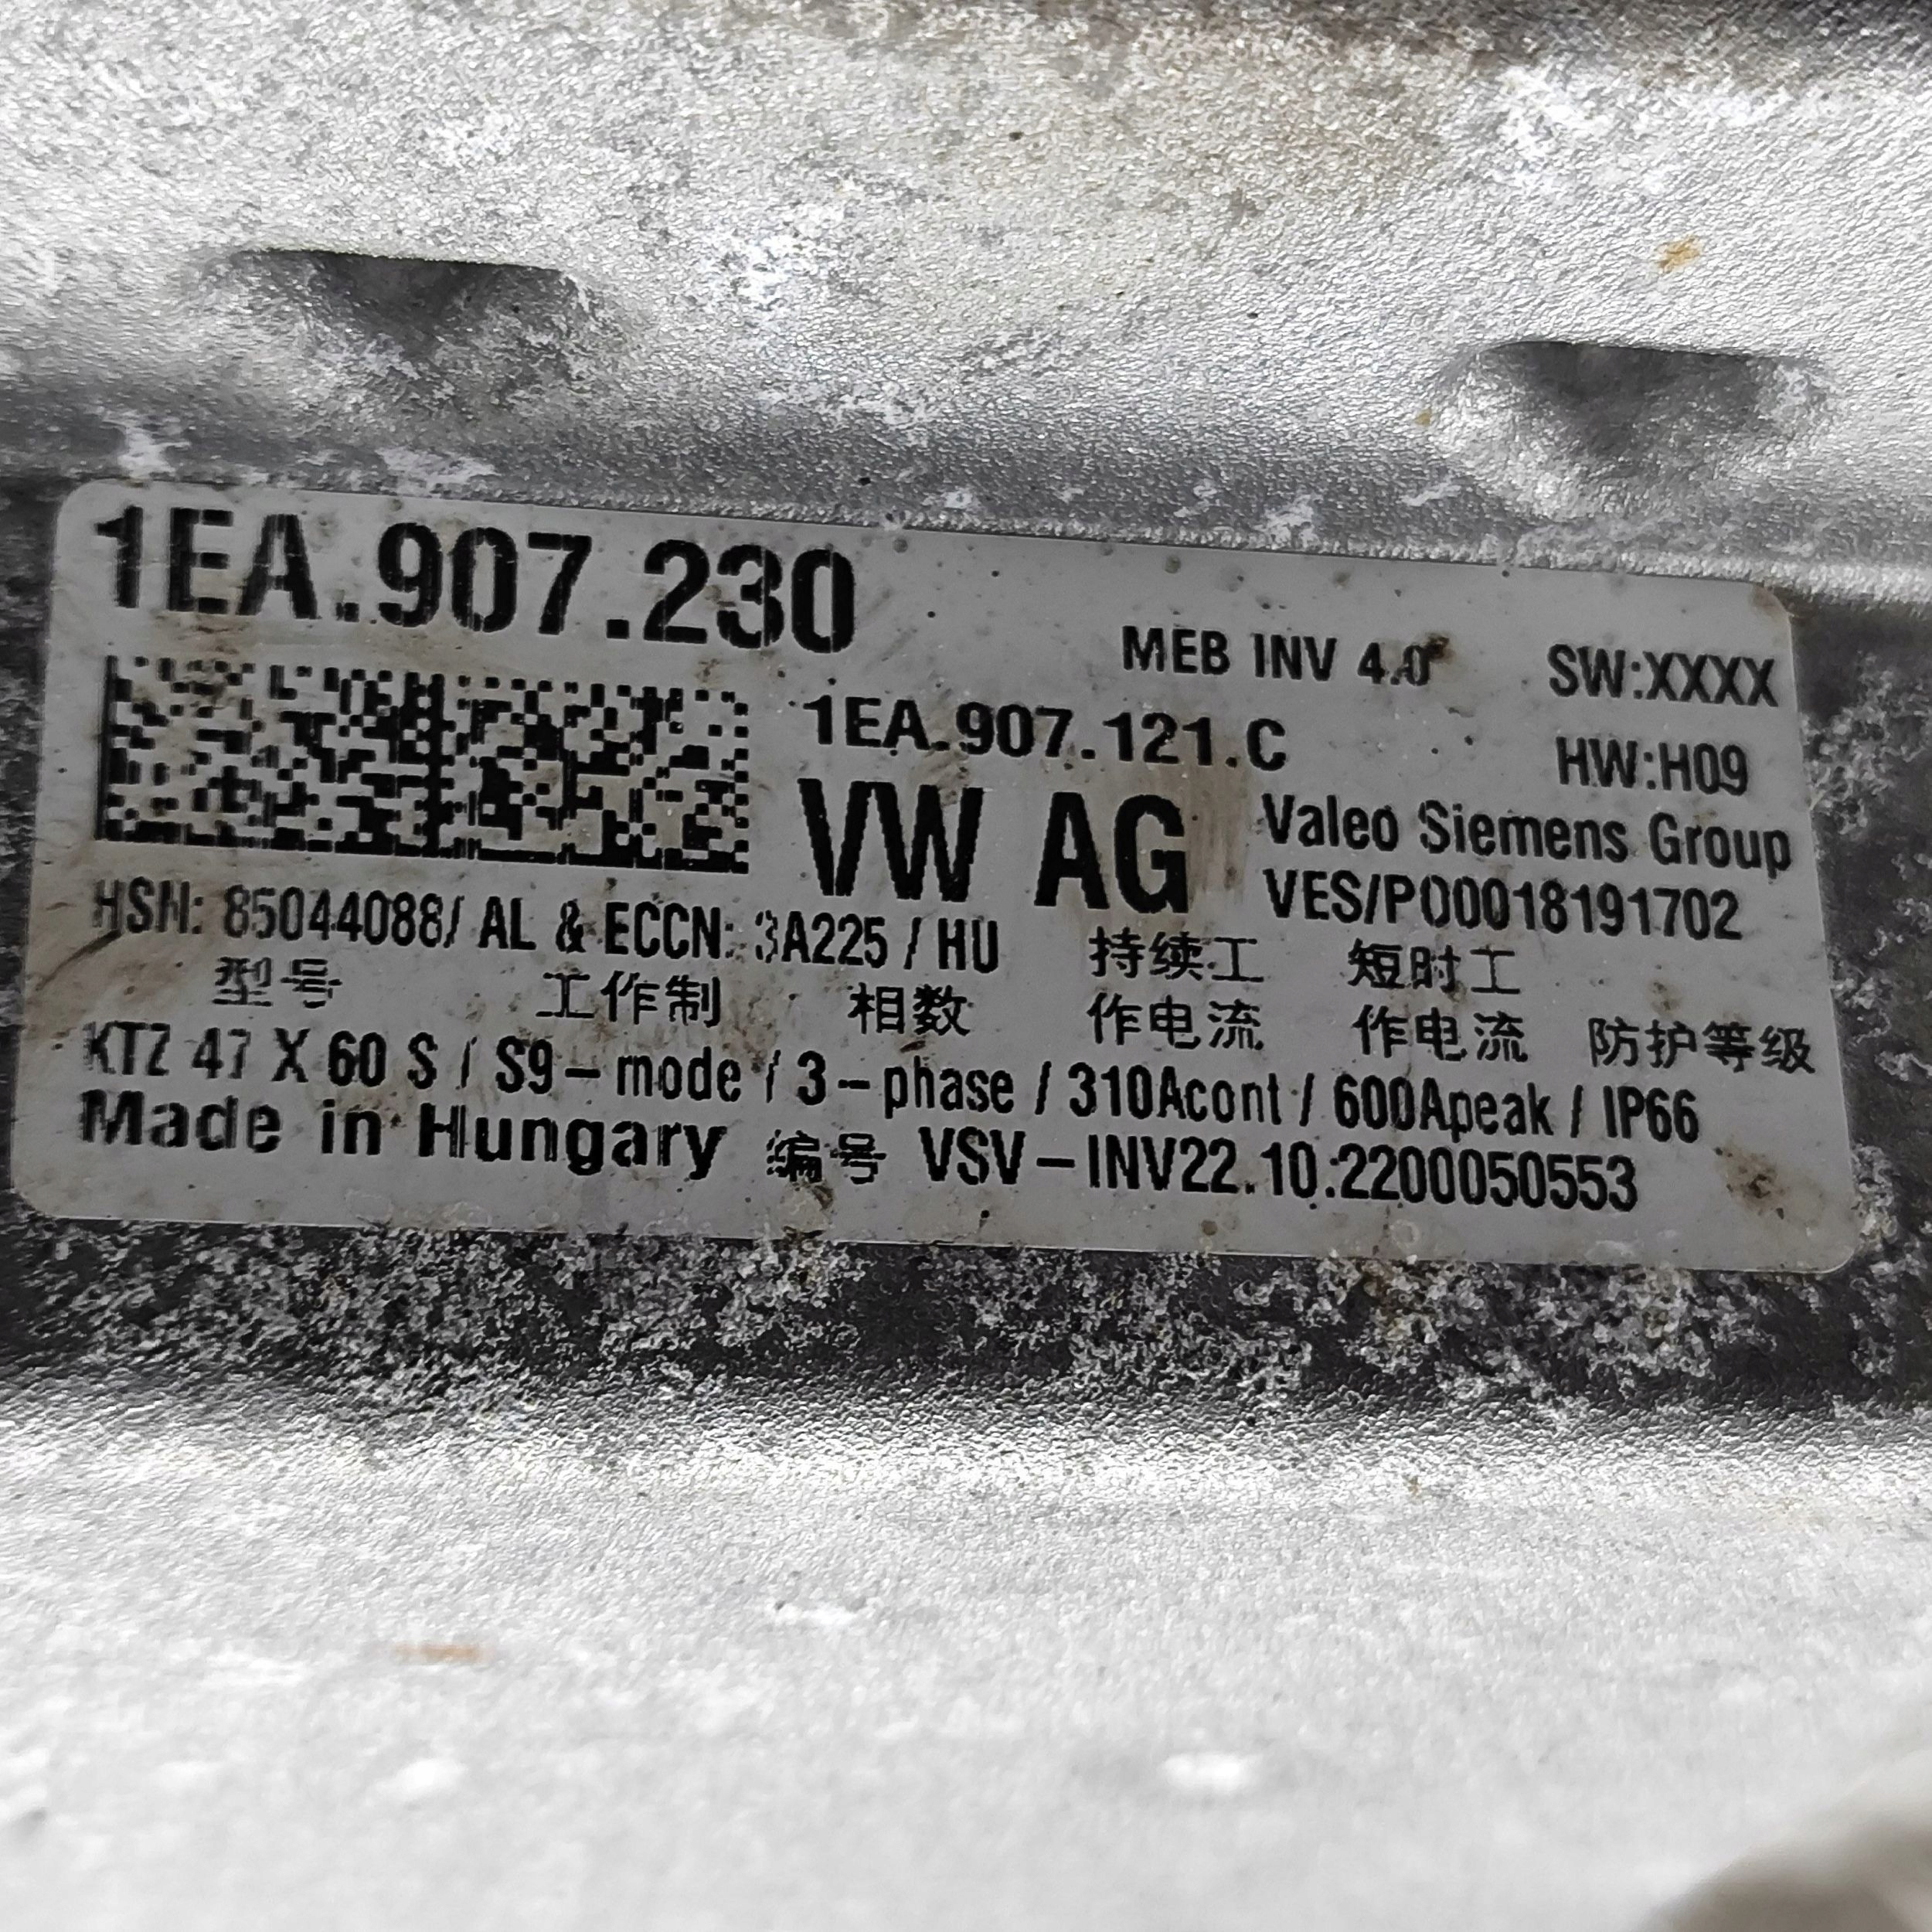 1EA.907.230
MEB INV 4.0 SW:XXXX
1EA.907.121.C HW:H09
VW AG Valeo Siemens Group
VES/P00018191702
HSN: 85044088/ AL & ECCN: 3A225 / HU
持续工 短时工
型号 工作制 相数 作电流 作电流 防护等级
KTZ 47 X 60 S / S9-mode / 3-phase / 310Acont / 600Apeak / IP66
Made in Hungary 编号 VSV-INV22.10:2200050553